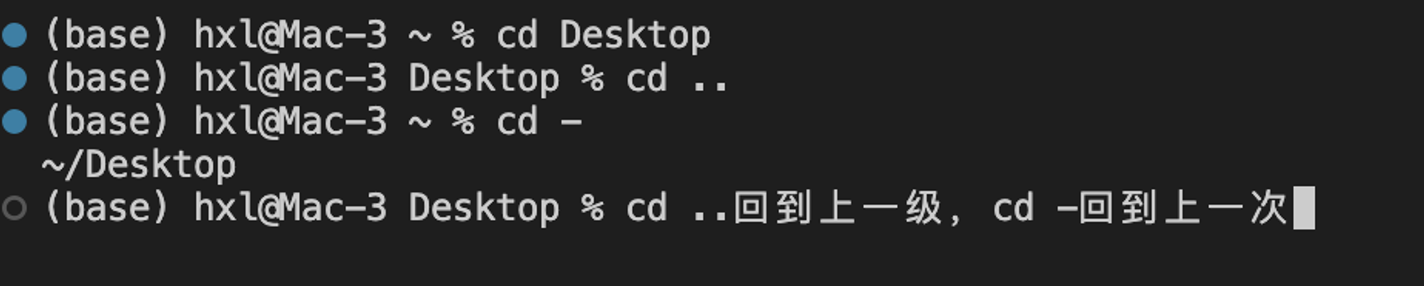 (base) hxl@Mac-3 ~ % cd Desktop
(base) hxl@Mac-3 Desktop % cd ..
(base) hxl@Mac-3 ~ % cd -
~/Desktop
(base) hxl@Mac-3 Desktop % cd ..回到上一级, cd -回到上一次